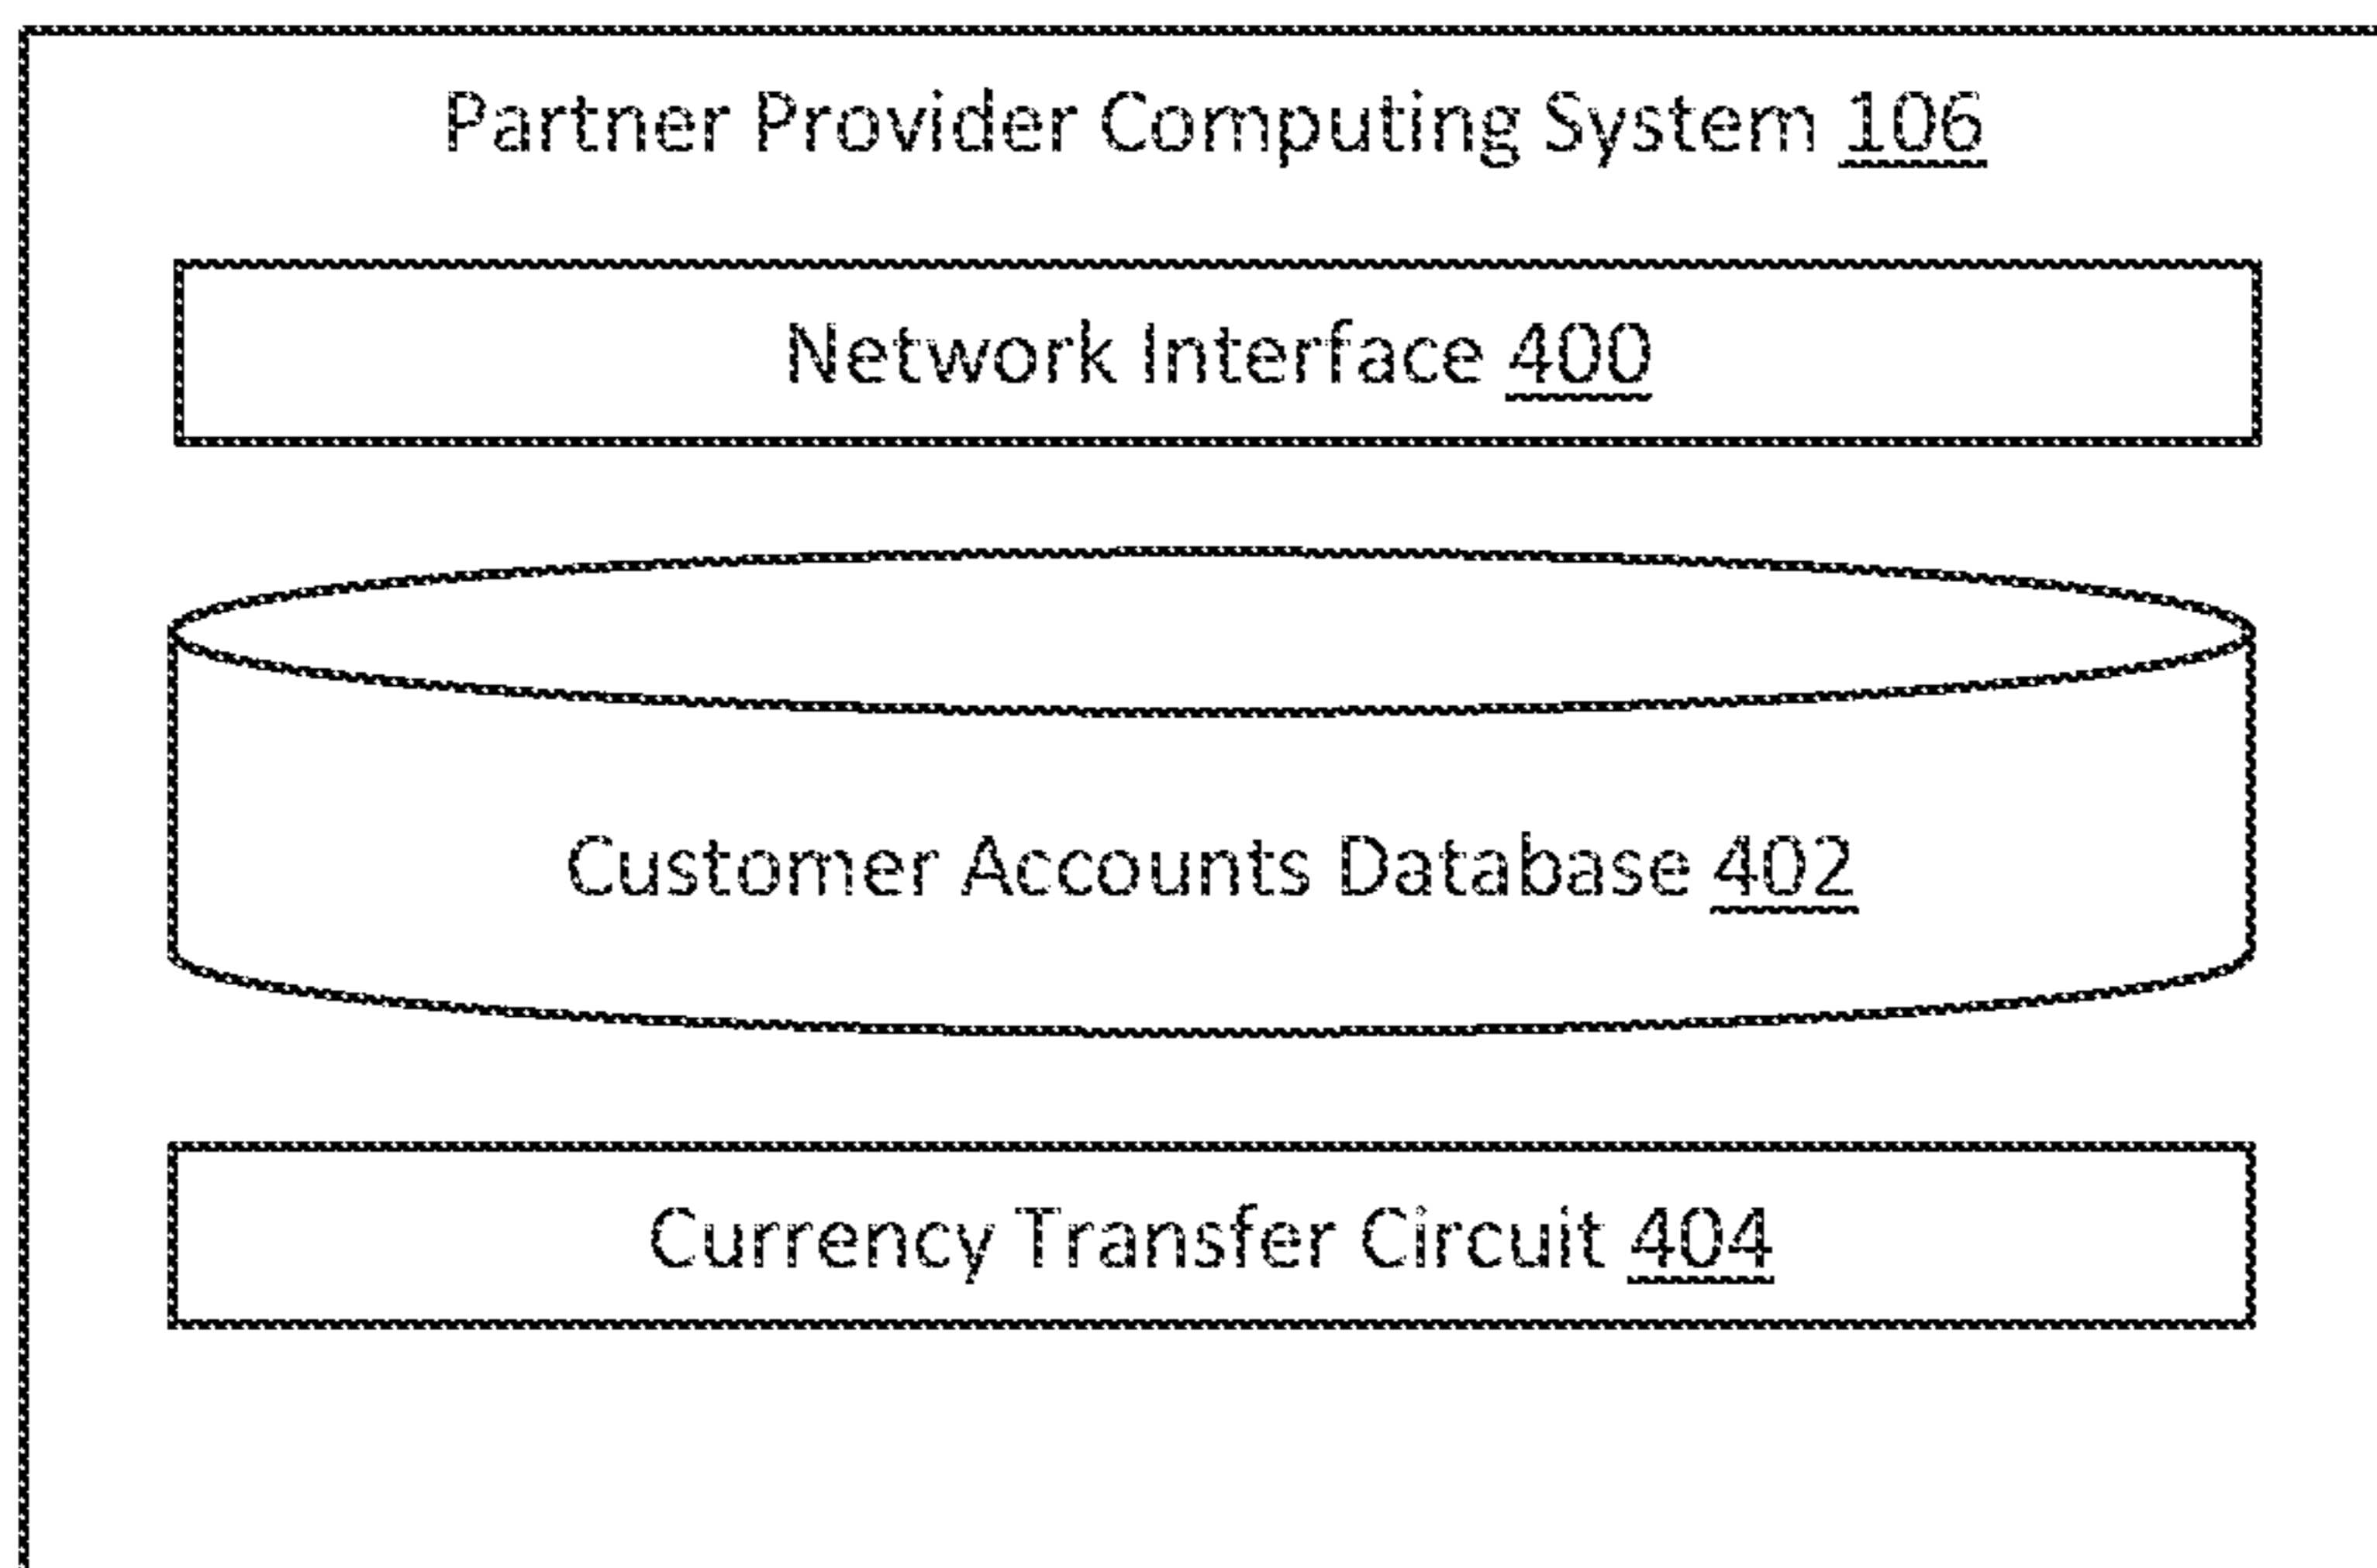 Partner Provider Computing System 106
Network Interface 400
Customer Accounts Database 402
Currency Transfer Circuit 404